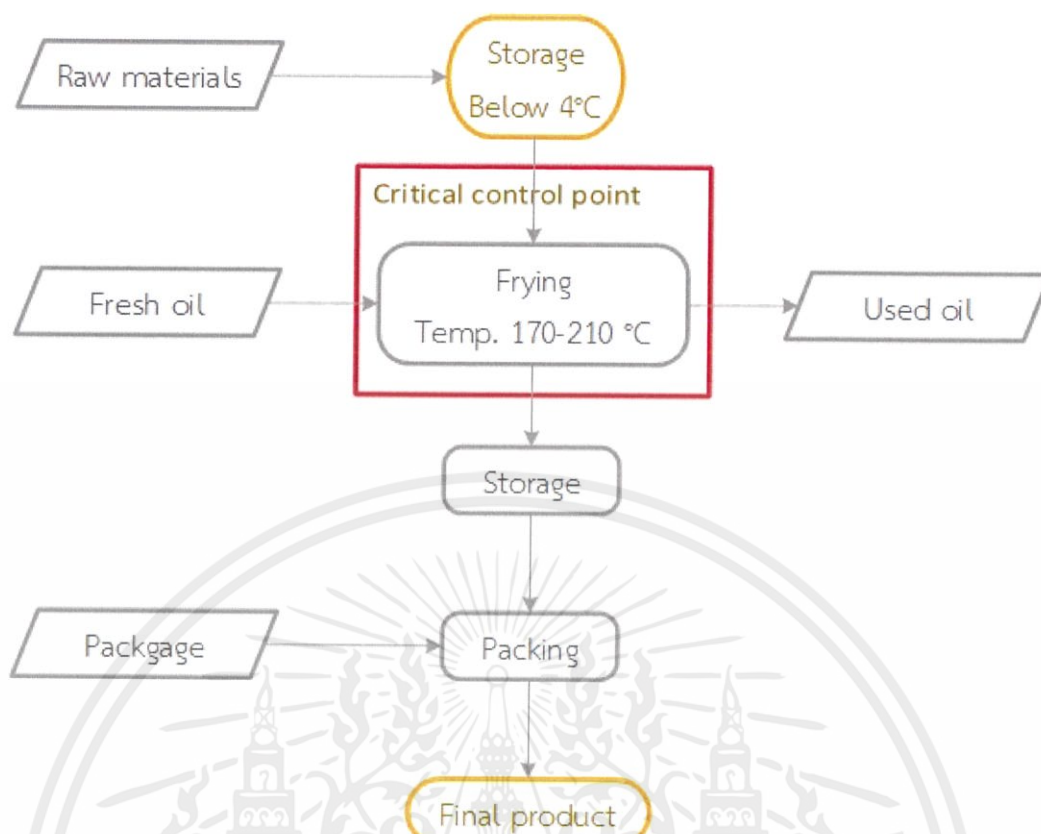 Raw materials
Storage
Below 4°C
Critical control point
Fresh oil
Frying
Temp. 170-210 °C
Used oil
Storage
Packgage
Packing
Final product